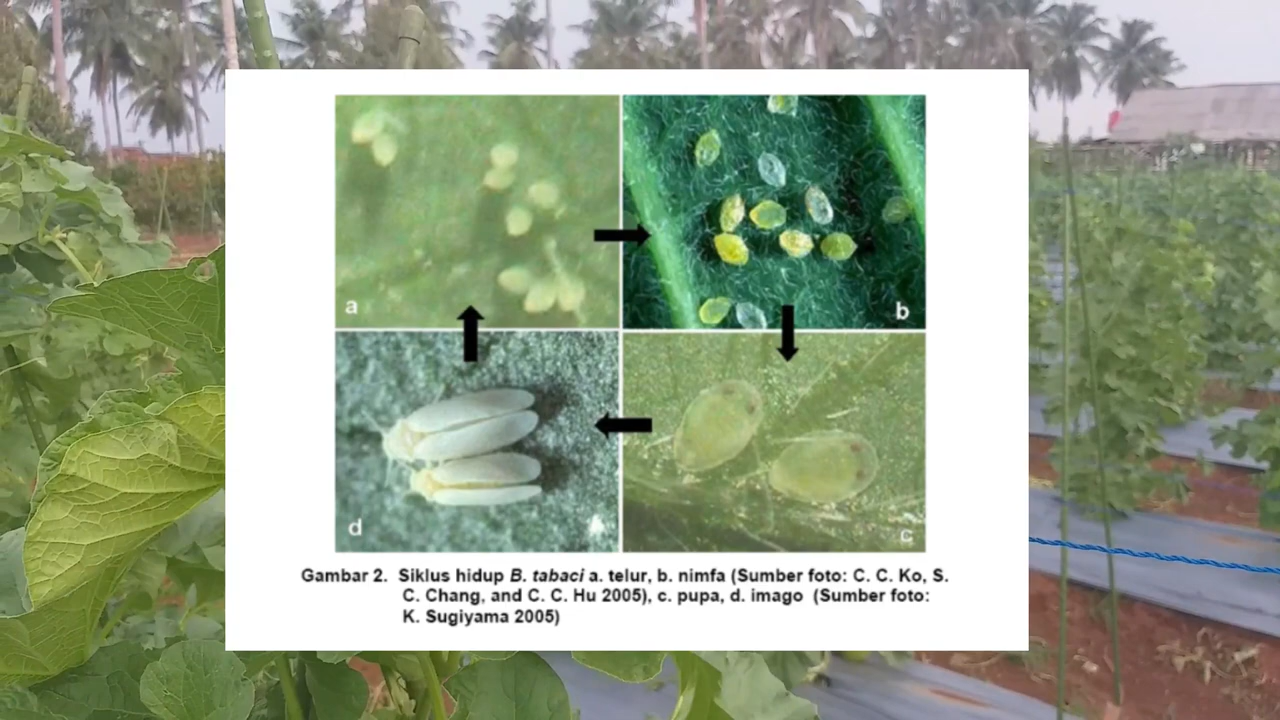 a
b
d
c
Gambar 2. Siklus hidup B. tabaci a. telur, b. nimfa (Sumber foto: C. C. Ko, S.
C. Chang, and C. C. Hu 2005), c. pupa, d. imago (Sumber foto:
K. Sugiyama 2005)